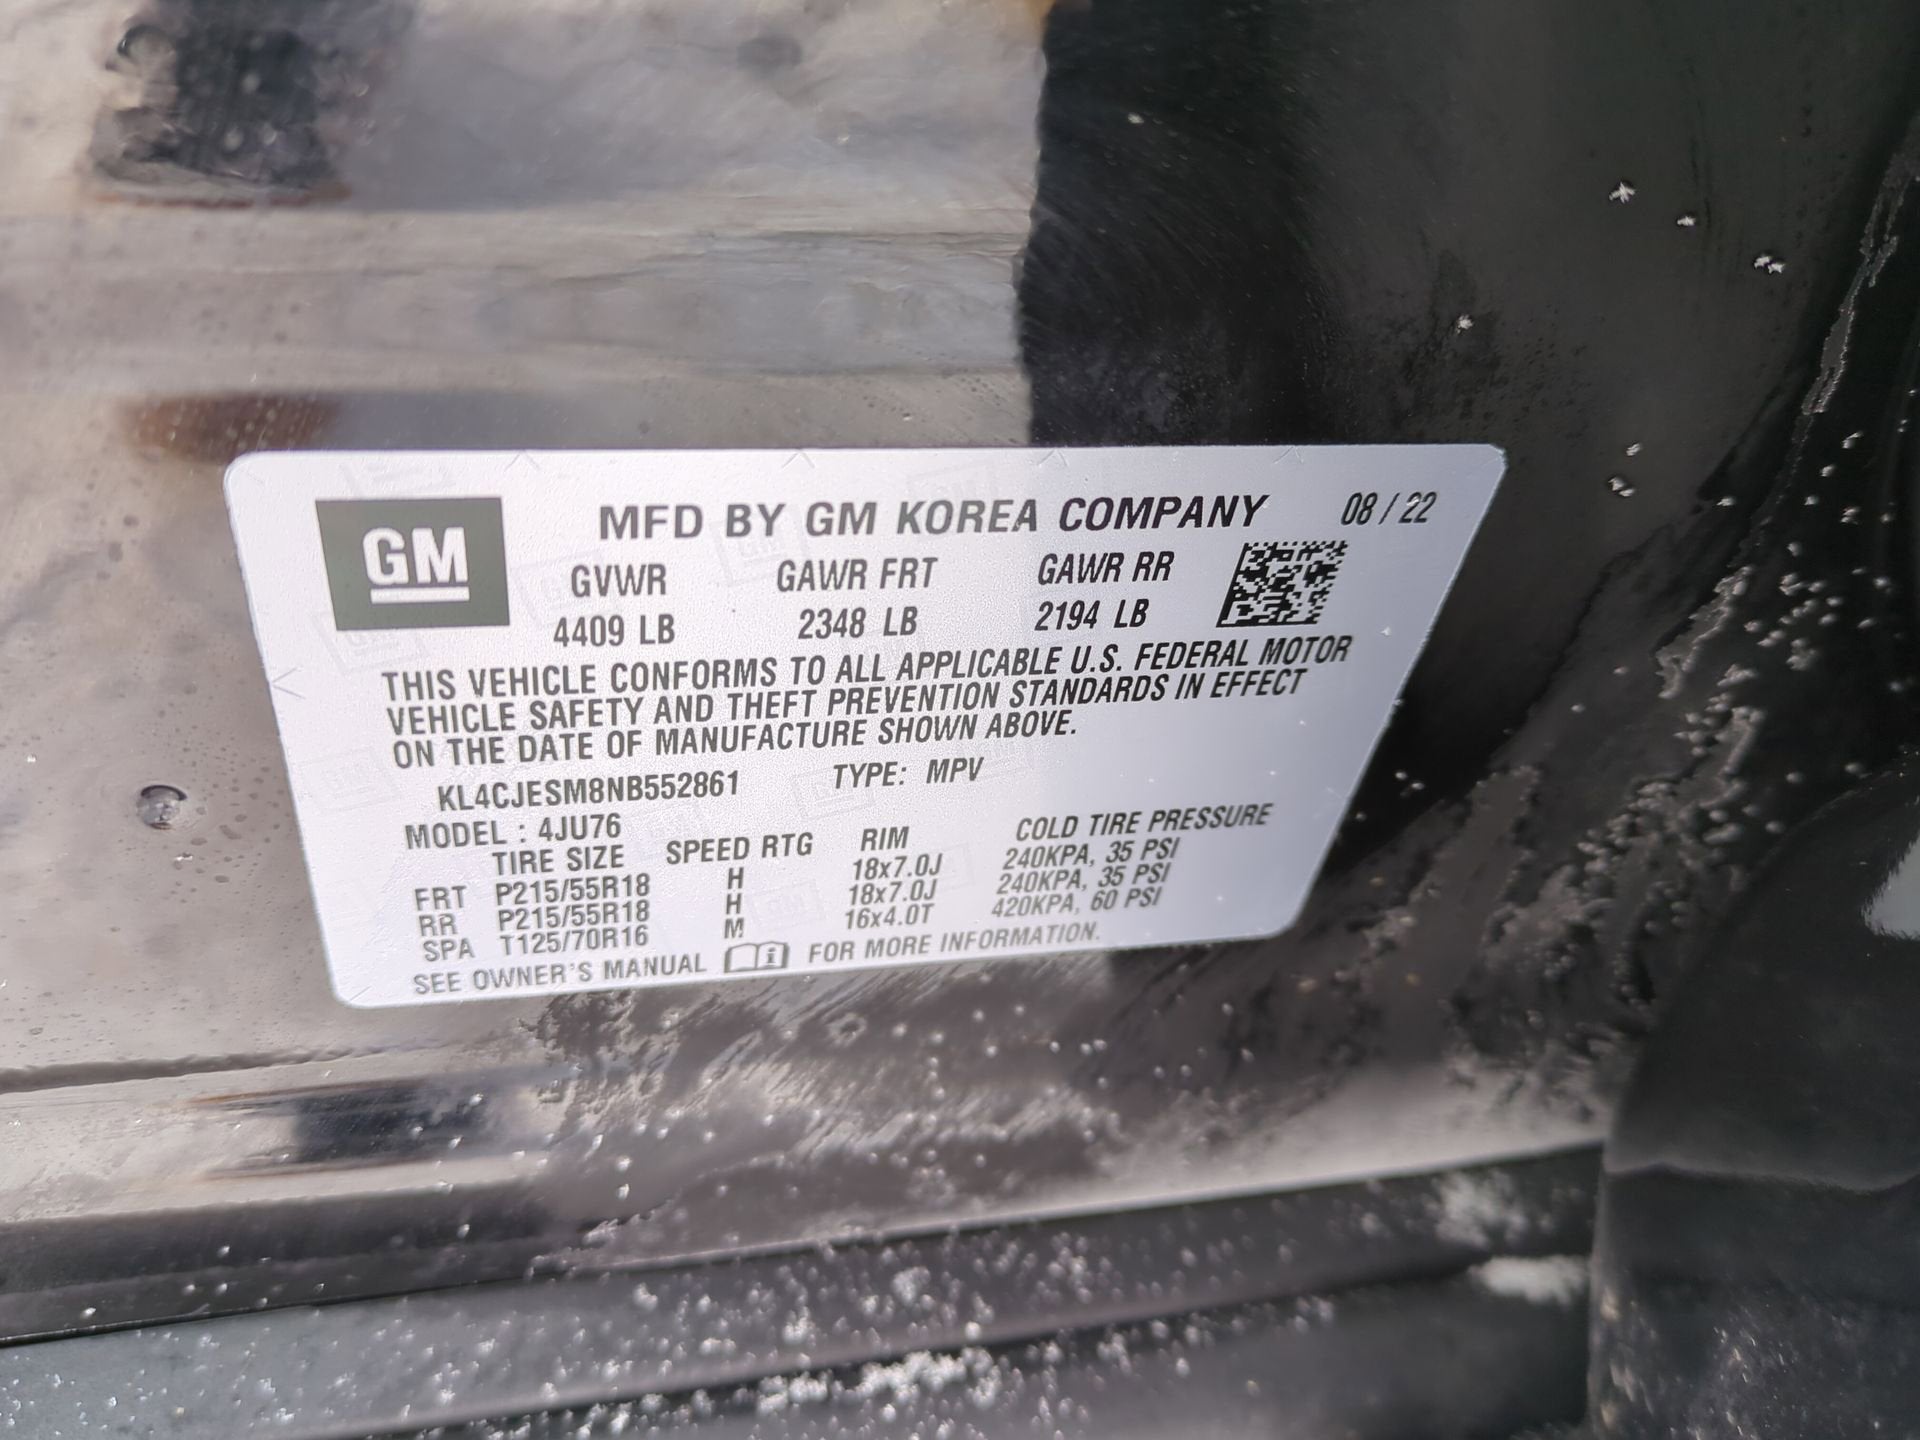 GM
MFD BY GM KOREA COMPANY 08 / 22
GVWR GAWR FRT GAWR RR
4409 LB 2348 LB 2194 LB
THIS VEHICLE CONFORMS TO ALL APPLICABLE U.S. FEDERAL MOTOR
VEHICLE SAFETY AND THEFT PREVENTION STANDARDS IN EFFECT
ON THE DATE OF MANUFACTURE SHOWN ABOVE.
KL4CJESM8NB552861 TYPE: MPV
MODEL : 4JU76
TIRE SIZE SPEED RTG RIM COLD TIRE PRESSURE
FRT P215/55R18 H 18x7.0J 240KPA, 35 PSI
RR P215/55R18 H 18x7.0J 240KPA, 35 PSI
SPA T125/70R16 M 16x4.0T 420KPA, 60 PSI
SEE OWNER'S MANUAL i FOR MORE INFORMATION.